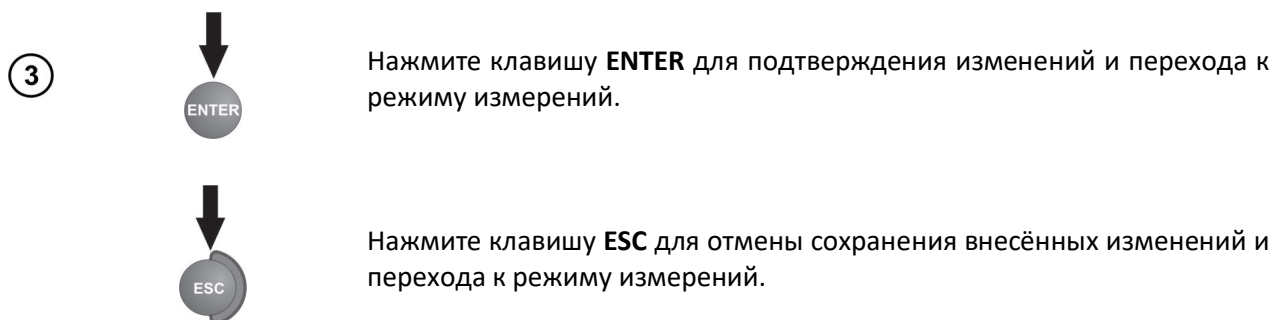 3
ENTER
Нажмите клавишу ENTER для подтверждения изменений и перехода к
режиму измерений.
ESC
Нажмите клавишу ESC для отмены сохранения внесённых изменений и
перехода к режиму измерений.